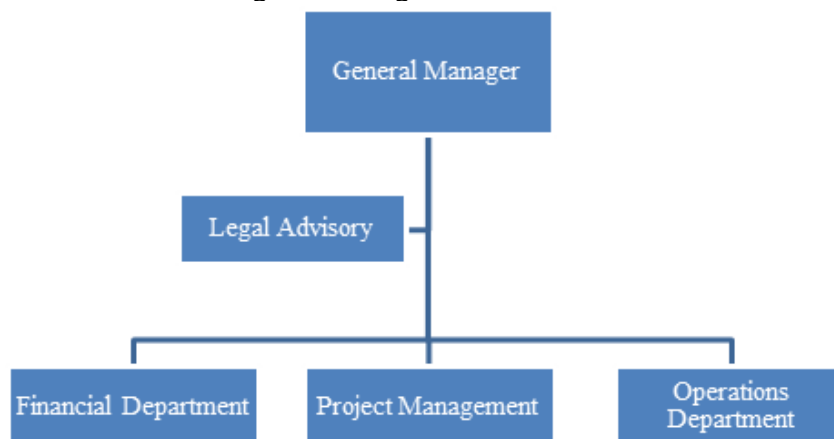 General Manager
Legal Advisory
Financial Department
Project Management
Operations
Department